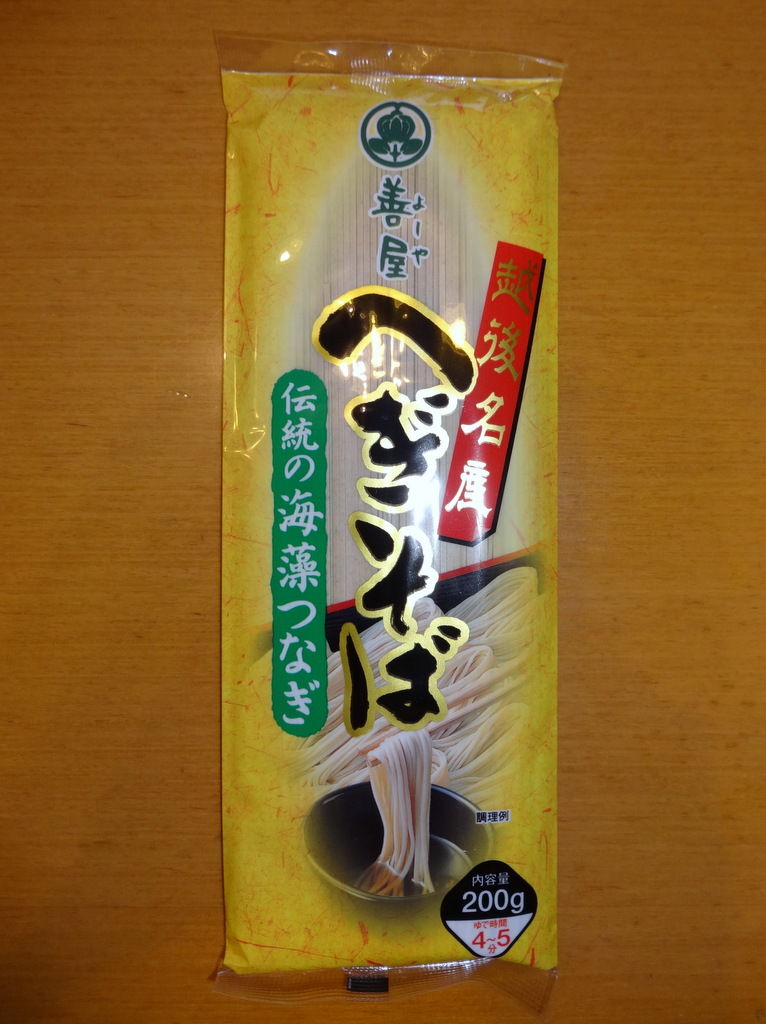 善屋
よしや
越後名産
へぎそば
伝統の海藻つなぎ
調理例
内容量
200g
ゆで時間
4~5
分